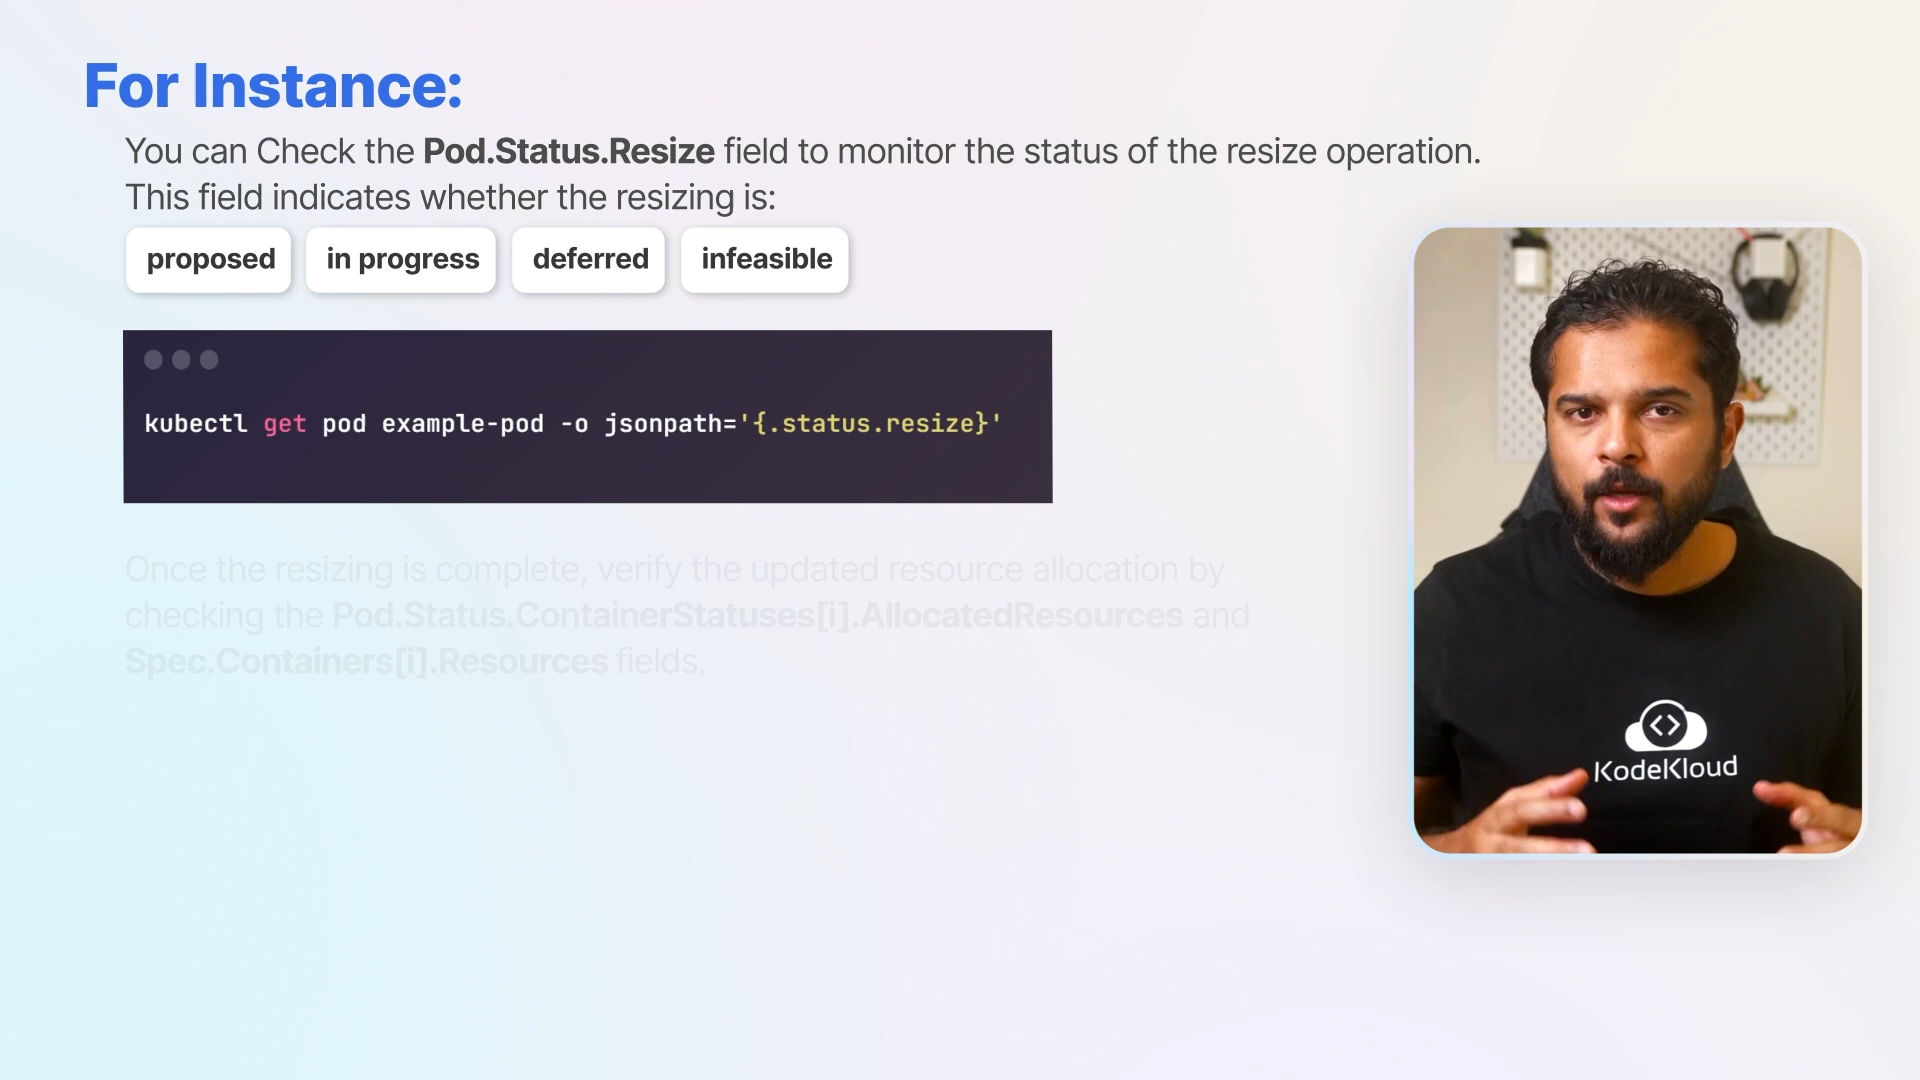 For Instance:
You can Check the Pod.Status.Resize field to monitor the status of the resize operation.
This field indicates whether the resizing is:
proposed in progress deferred infeasible
kubectl get pod example-pod -o jsonpath='{.status.resize}'
Once the resizing is complete, verify the updated resource allocation by
checking the Pod.Status.ContainerStatuses[i].AllocatedResources and
Spec.Containers[i].Resources fields.
KodeKloud